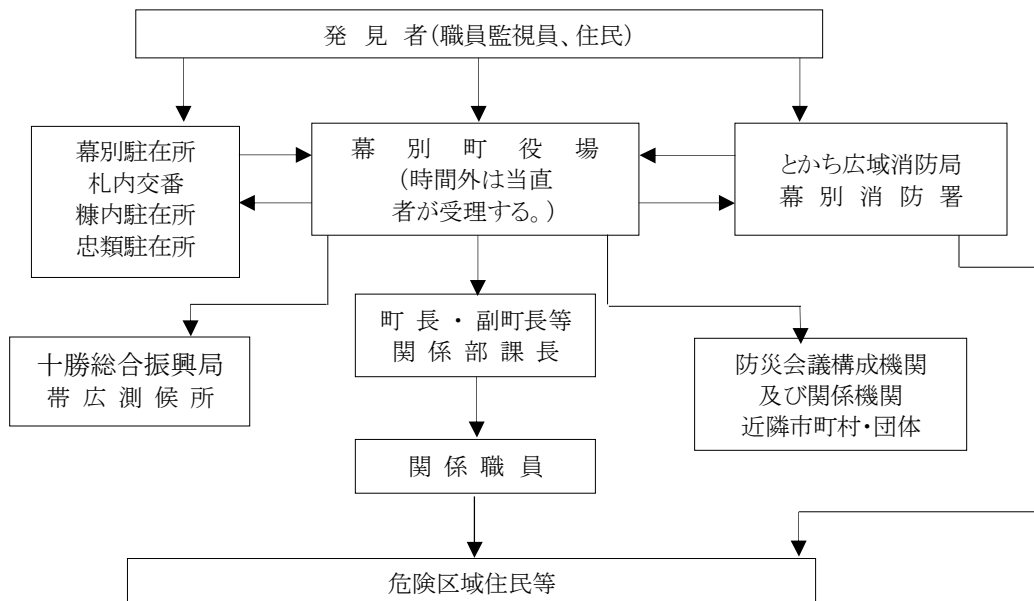 発 見 者(職員監視員、住民)
幕別駐在所
札内交番
糠内駐在所
忠類駐在所
幕 別 町 役 場
(時間外は当直
者が受理する。)
とかち広域消防局
幕 別 消 防 署
十勝総合振興局
帯 広 測 候 所
町 長 ・ 副町長等
関 係 部 課 長
防災会議構成機関
及び関係機関
近隣市町村・団体
関 係 職 員
危険区域住民等